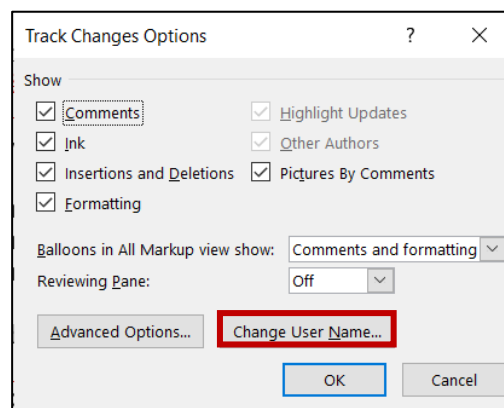 Track Changes Options ? ×
Show
Comments Highlight Updates
Ink Other Authors
Insertions and Deletions Pictures By Comments
Formatting
Balloons in All Markup view show: Comments and formatting
Reviewing Pane: Off
Advanced Options... Change User Name...
OK Cancel